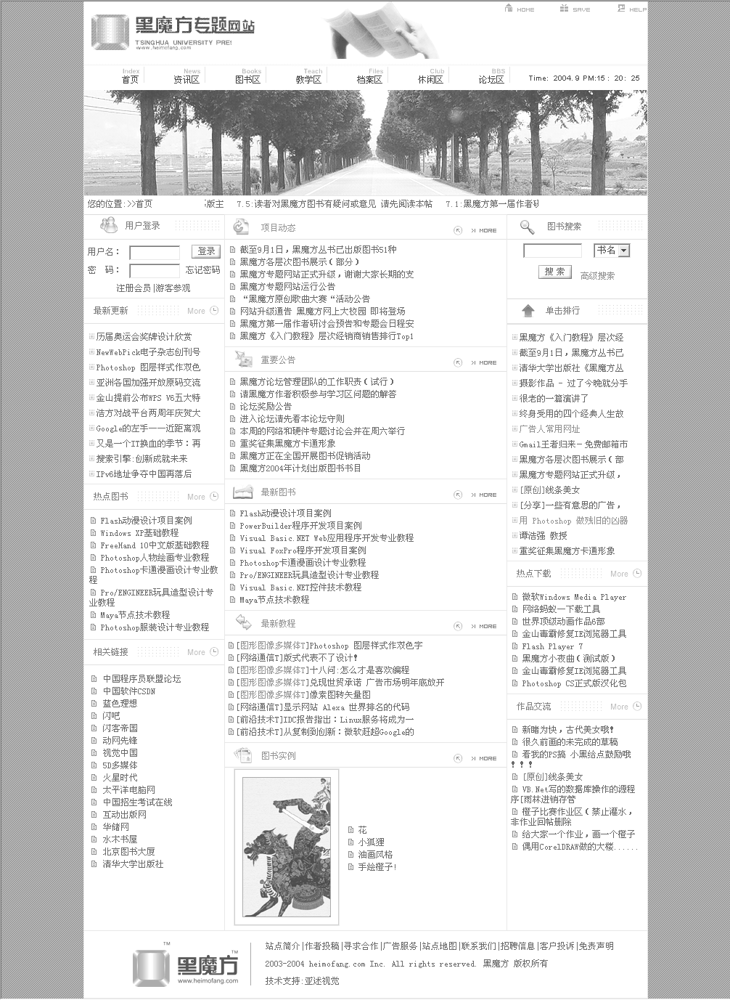 黑魔方专题网站
TSINGHUA UNIVERSITY PRES
www.heimofang.com
HOME SAVE HELP
Index News Books Teach Files Club BBS
首页 资讯区 图书区 教学区 档案区 休闲区 论坛区 Time: 2004.9 PM:15: 20: 25
您的位置:>>首页 版主 7.5:读者对黑魔方图书有疑问或意见 请先阅读本帖 7.1:黑魔方第一届作者研
用户登录
用户名： 登录
密 码： 忘记密码
注册会员|游客参观
最新更新 More
历届奥运会奖牌设计欣赏
NewWebPick电子杂志创刊号
Photoshop 图层样式作双色
亚洲各国加强开放原码交流
金山提前公布WPS V6五大特
浩方对战平台两周年庆贺大
Google的左手一一近距离观
又是一个IT换血的季节：再
搜索引擎:创新成就未来
IPv6地址争夺中国再落后
热点图书 More
Flash动漫设计项目案例
Windows XP基础教程
FreeHand 10中文版基础教程
Photoshop人物绘画专业教程
Photoshop卡通漫画设计专业教
程
Pro/ENGINEER玩具造型设计专
业教程
Maya节点技术教程
Photoshop服装设计专业教程
相关链接 More
中国程序员联盟论坛
中国软件CSDN
蓝色理想
闪吧
闪客帝国
动网先锋
视觉中国
5D多媒体
火星时代
太平洋电脑网
中国招生考试在线
互动出版网
华储网
水木书屋
北京图书大厦
清华大学出版社
项目动态 MORE
截至9月1日，黑魔方丛书已出版图书51种
黑魔方各层次图书展示（部分）
黑魔方专题网站正式升级，谢谢大家长期的支
黑魔方专题网站运行公告
“黑魔方原创歌曲大赛“活动公告
网站升级通告 黑魔方网上大校园 即将登场
黑魔方第一届作者研讨会预告和专题会日程安
黑魔方《入门教程》层次经销商销售排行Top1
重要公告 MORE
黑魔方论坛管理团队的工作职责（试行）
请黑魔方作者积极参与学习区问题的解答
论坛奖励公告
进入论坛请先看本论坛守则
本周的网络和硬件专题讨论会并在周六举行
重奖征集黑魔方卡通形象
黑魔方正在全国开展图书促销活动
黑魔方2004年计划出版图书书目
最新图书 MORE
Flash动漫设计项目案例
PowerBuilder程序开发项目案例
Visual Basic.NET Web应用程序开发专业教程
Visual FoxPro程序开发项目案例
Photoshop卡通漫画设计专业教程
Pro/ENGINEER玩具造型设计专业教程
Visual Basic.NET控件技术教程
Maya节点技术教程
最新教程 MORE
[图形图像多媒体T]Photoshop 图层样式作双色字
[网络通信T]版式代表不了设计！
[图形图像多媒体T]十八问:怎么才是喜欢编程
[图形图像多媒体T]兑现世贸承诺 广告市场明年底放开
[图形图像多媒体T]像素图转矢量图
[网络通信T]显示网站 Alexa 世界排名的代码
[前沿技术T]IDC报告指出：Linux服务将成为一
[前沿技术T]从复制到创新：微软赶超Google的
图书实例 MORE
花
小狐狸
油画风格
手绘橙子!
图书搜索
书名
搜 索 高级搜索
单击排行
黑魔方《入门教程》层次经
截至9月1日，黑魔方丛书已
清华大学出版社《黑魔方丛
摄影作品 - 过了今晚就分手
很老的一篇演讲了
终身受用的四个经典人生故
广告人常用网址
Gmail王者归来－免费邮箱市
黑魔方各层次图书展示（部
黑魔方专题网站正式升级，
[原创]线条美女
[分享]一些有意思的广告，
用 Photoshop 做残旧的凶器
谭浩强 教授
重奖征集黑魔方卡通形象
热点下载 More
微软Windows Media Player
网络蚂蚁一下载工具
世界顶级动画作品6部
金山毒霸修复IE浏览器工具
Flash Player 7
黑魔方小夜曲（测试版）
金山毒霸修复IE浏览器工具
Photoshop CS正式版汉化包
作品交流 More
新睹为快，古代美女哦！
很久前画的未完成的草稿
看我的PS搞 小黑给点鼓励哦
！！！
[原创]线条美女
VB.Net写的数据库操作的源程
序[雨林进销存管
橙子比赛作业区（禁止灌水，
非作业回帖删除
给大家一个作业，画一个橙子
偶用CorelDRAW做的大楼......
TM
黑魔方 TM
www.heimofang.com
站点简介|作者投稿|寻求合作|广告服务|站点地图|联系我们|招聘信息|客户投诉|免责声明
2003-2004 heimofang.com Inc. All rights reserved. 黑魔方 版权所有
技术支持:亚述视觉